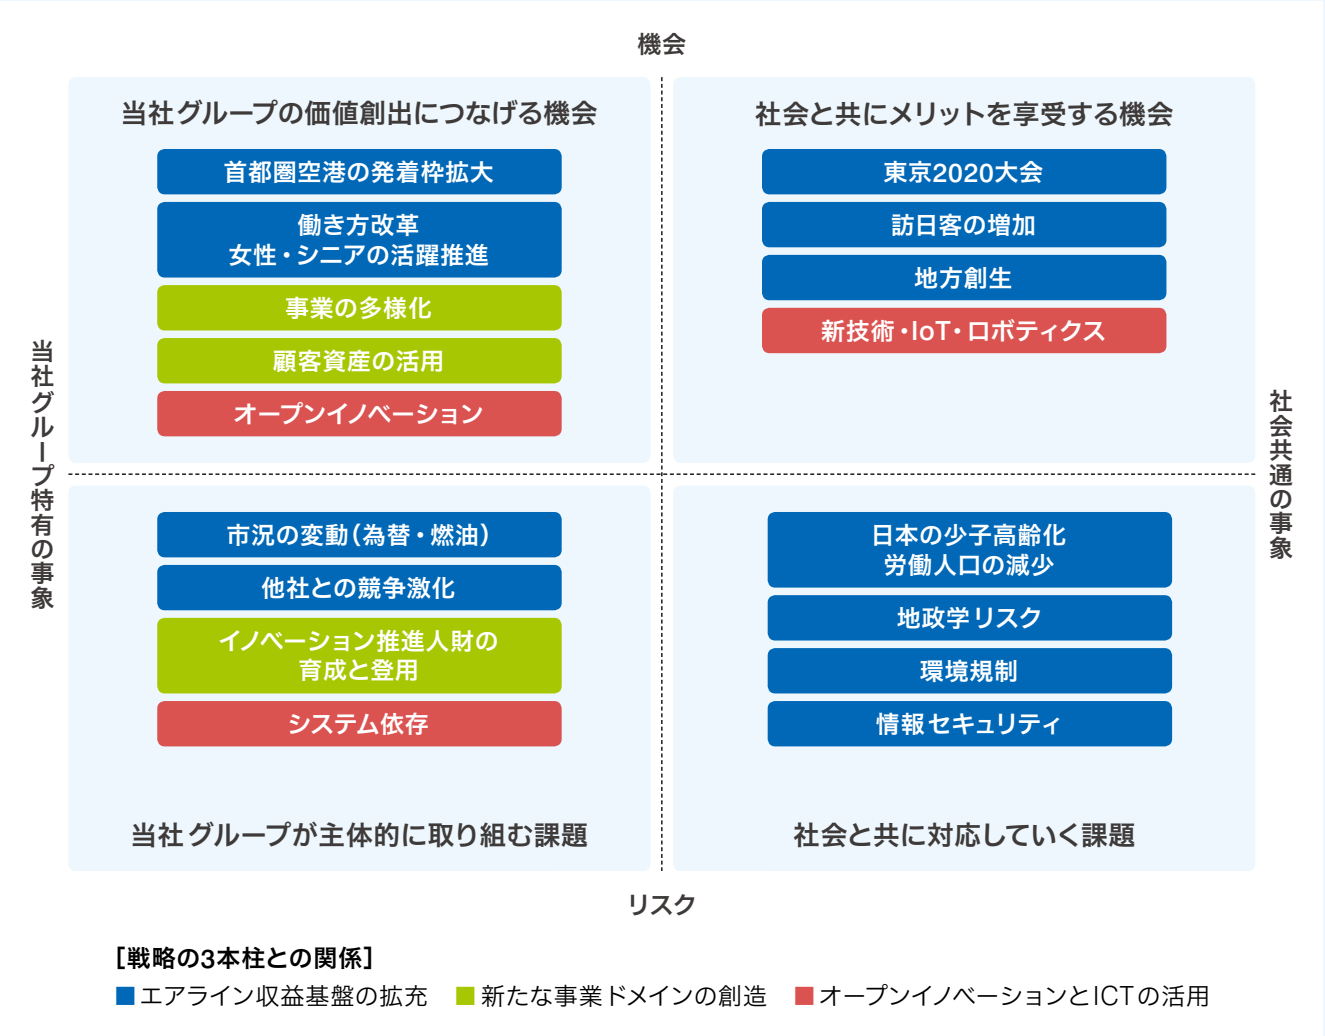 機会
当社グループの価値創出につなげる機会
首都圏空港の発着枠拡大
働き方改革
女性・シニアの活躍推進
事業の多様化
顧客資産の活用
オープンイノベーション
社会と共にメリットを享受する機会
東京2020大会
訪日客の増加
地方創生
新技術・IoT・ロボティクス
当社グループ特有の事象
社会共通の事象
市況の変動(為替・燃油)
他社との競争激化
イノベーション推進人財の
育成と登用
システム依存
当社グループが主体的に取り組む課題
日本の少子高齢化
労働人口の減少
地政学リスク
環境規制
情報セキュリティ
社会と共に対応していく課題
リスク
[戦略の3本柱との関係]
エアライン収益基盤の拡充 新たな事業ドメインの創造 オープンイノベーションとICTの活用